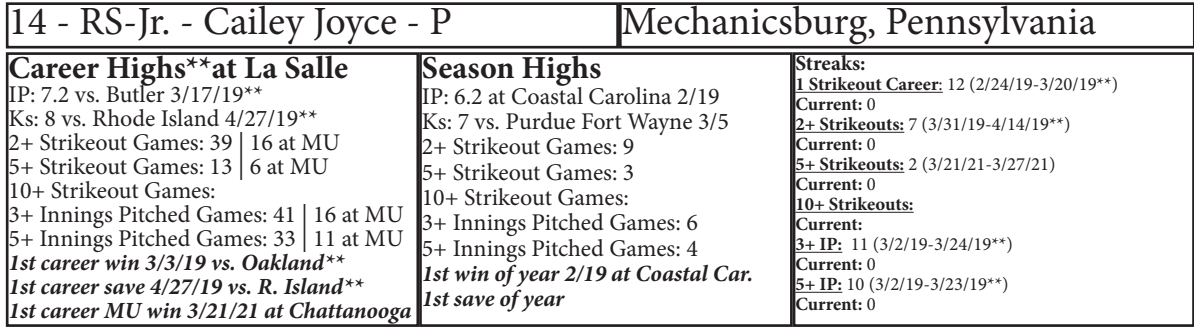 14 - RS-Jr. - Cailey Joyce - P
Mechanicsburg, Pennsylvania
Career Highs**at La Salle
IP: 7.2 vs. Butler 3/17/19**
Ks: 8 vs. Rhode Island 4/27/19**
2+ Strikeout Games: 39 | 16 at MU
5+ Strikeout Games: 13 | 6 at MU
10+ Strikeout Games:
3+ Innings Pitched Games: 41 | 16 at MU
5+ Innings Pitched Games: 33 | 11 at MU
1st career win 3/3/19 vs. Oakland**
1st career save 4/27/19 vs. R. Island**
1st career MU win 3/21/21 at Chattanooga
Season Highs
IP: 6.2 at Coastal Carolina 2/19
Ks: 7 vs. Purdue Fort Wayne 3/5
2+ Strikeout Games: 9
5+ Strikeout Games: 3
10+ Strikeout Games:
3+ Innings Pitched Games: 6
5+ Innings Pitched Games: 4
1st win of year 2/19 at Coastal Car.
1st save of year
Streaks:
1 Strikeout Career: 12 (2/24/19-3/20/19**)
Current: 0
2+ Strikeouts: 7 (3/31/19-4/14/19**)
Current: 0
5+ Strikeouts: 2 (3/21/21-3/27/21)
Current: 0
10+ Strikeouts:
Current:
3+ IP: 11 (3/2/19-3/24/19**)
Current: 0
5+ IP: 10 (3/2/19-3/23/19**)
Current: 0